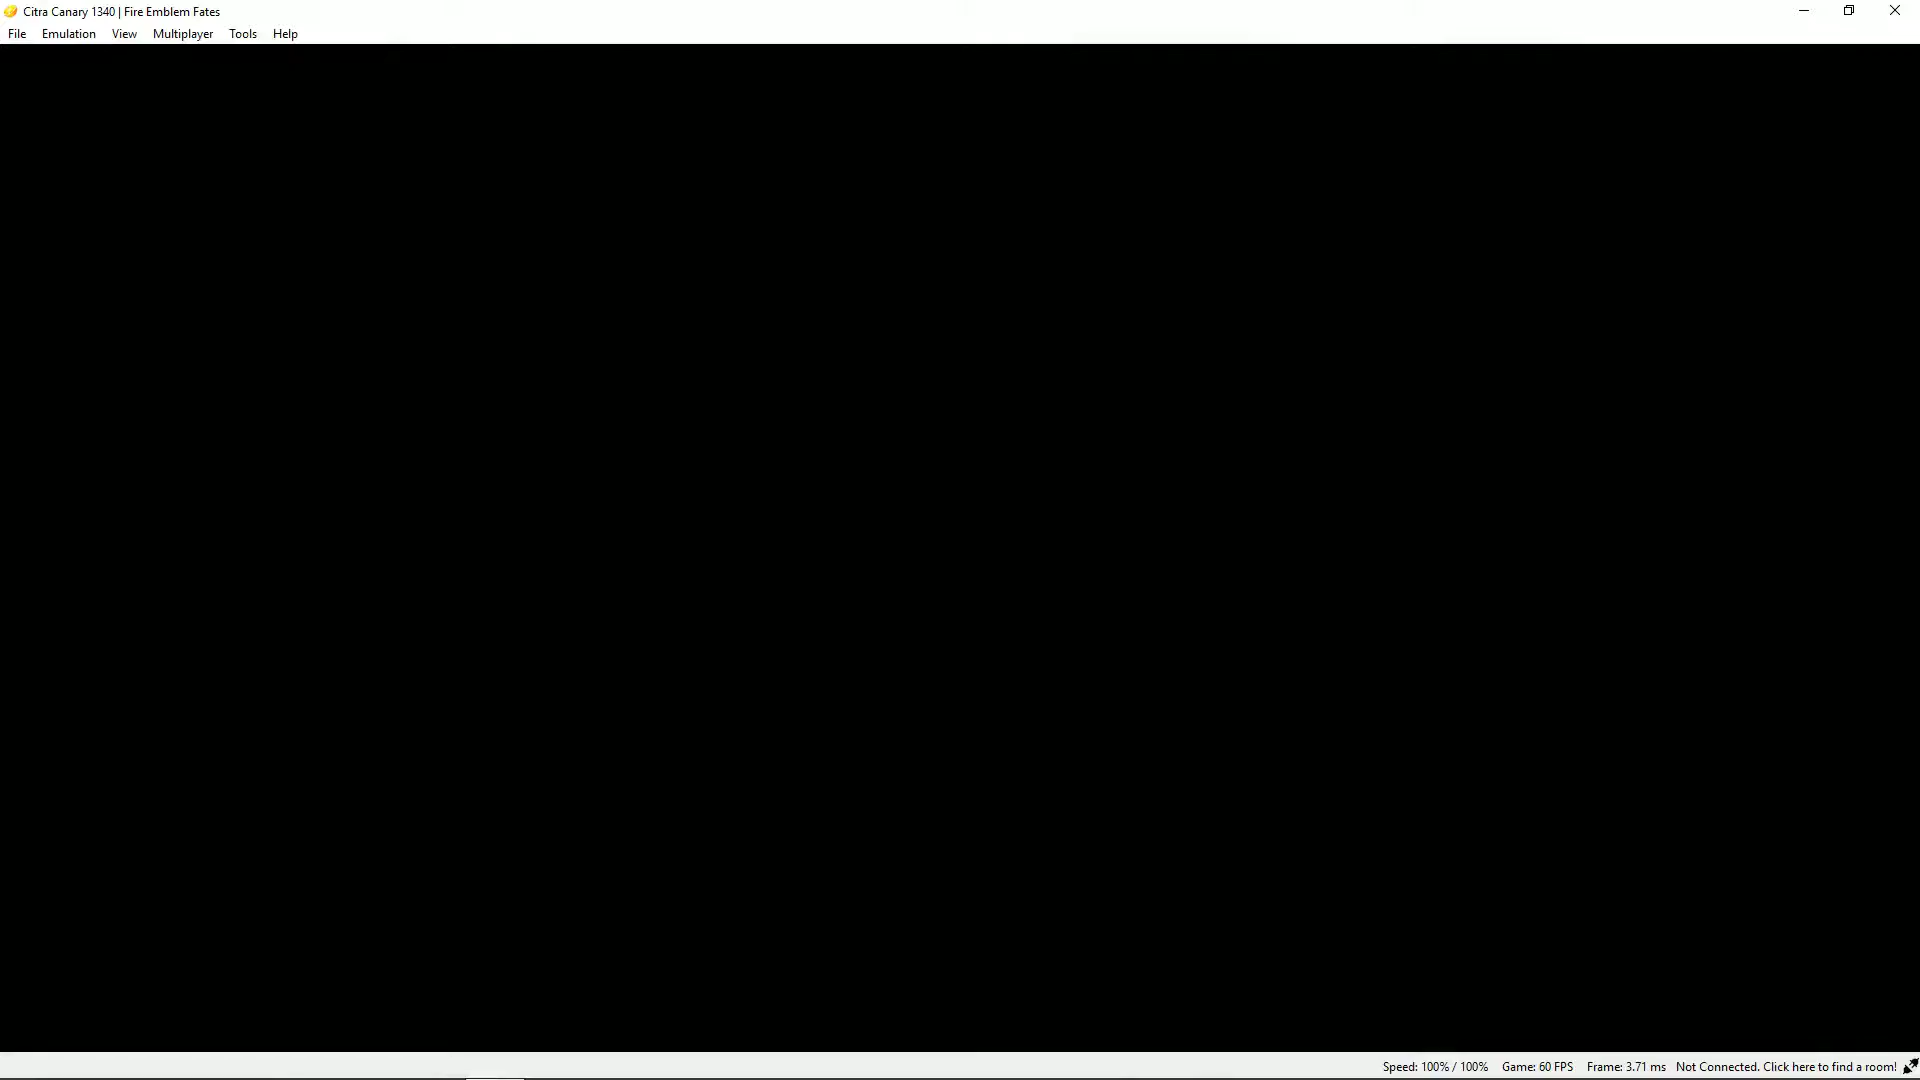 Citra Canary 1340 | Fire Emblem Fates
File Emulation View Multiplayer Tools Help
Speed: 100% / 100% Game: 60 FPS Frame: 3.71 ms Not Connected. Click here to find a room!